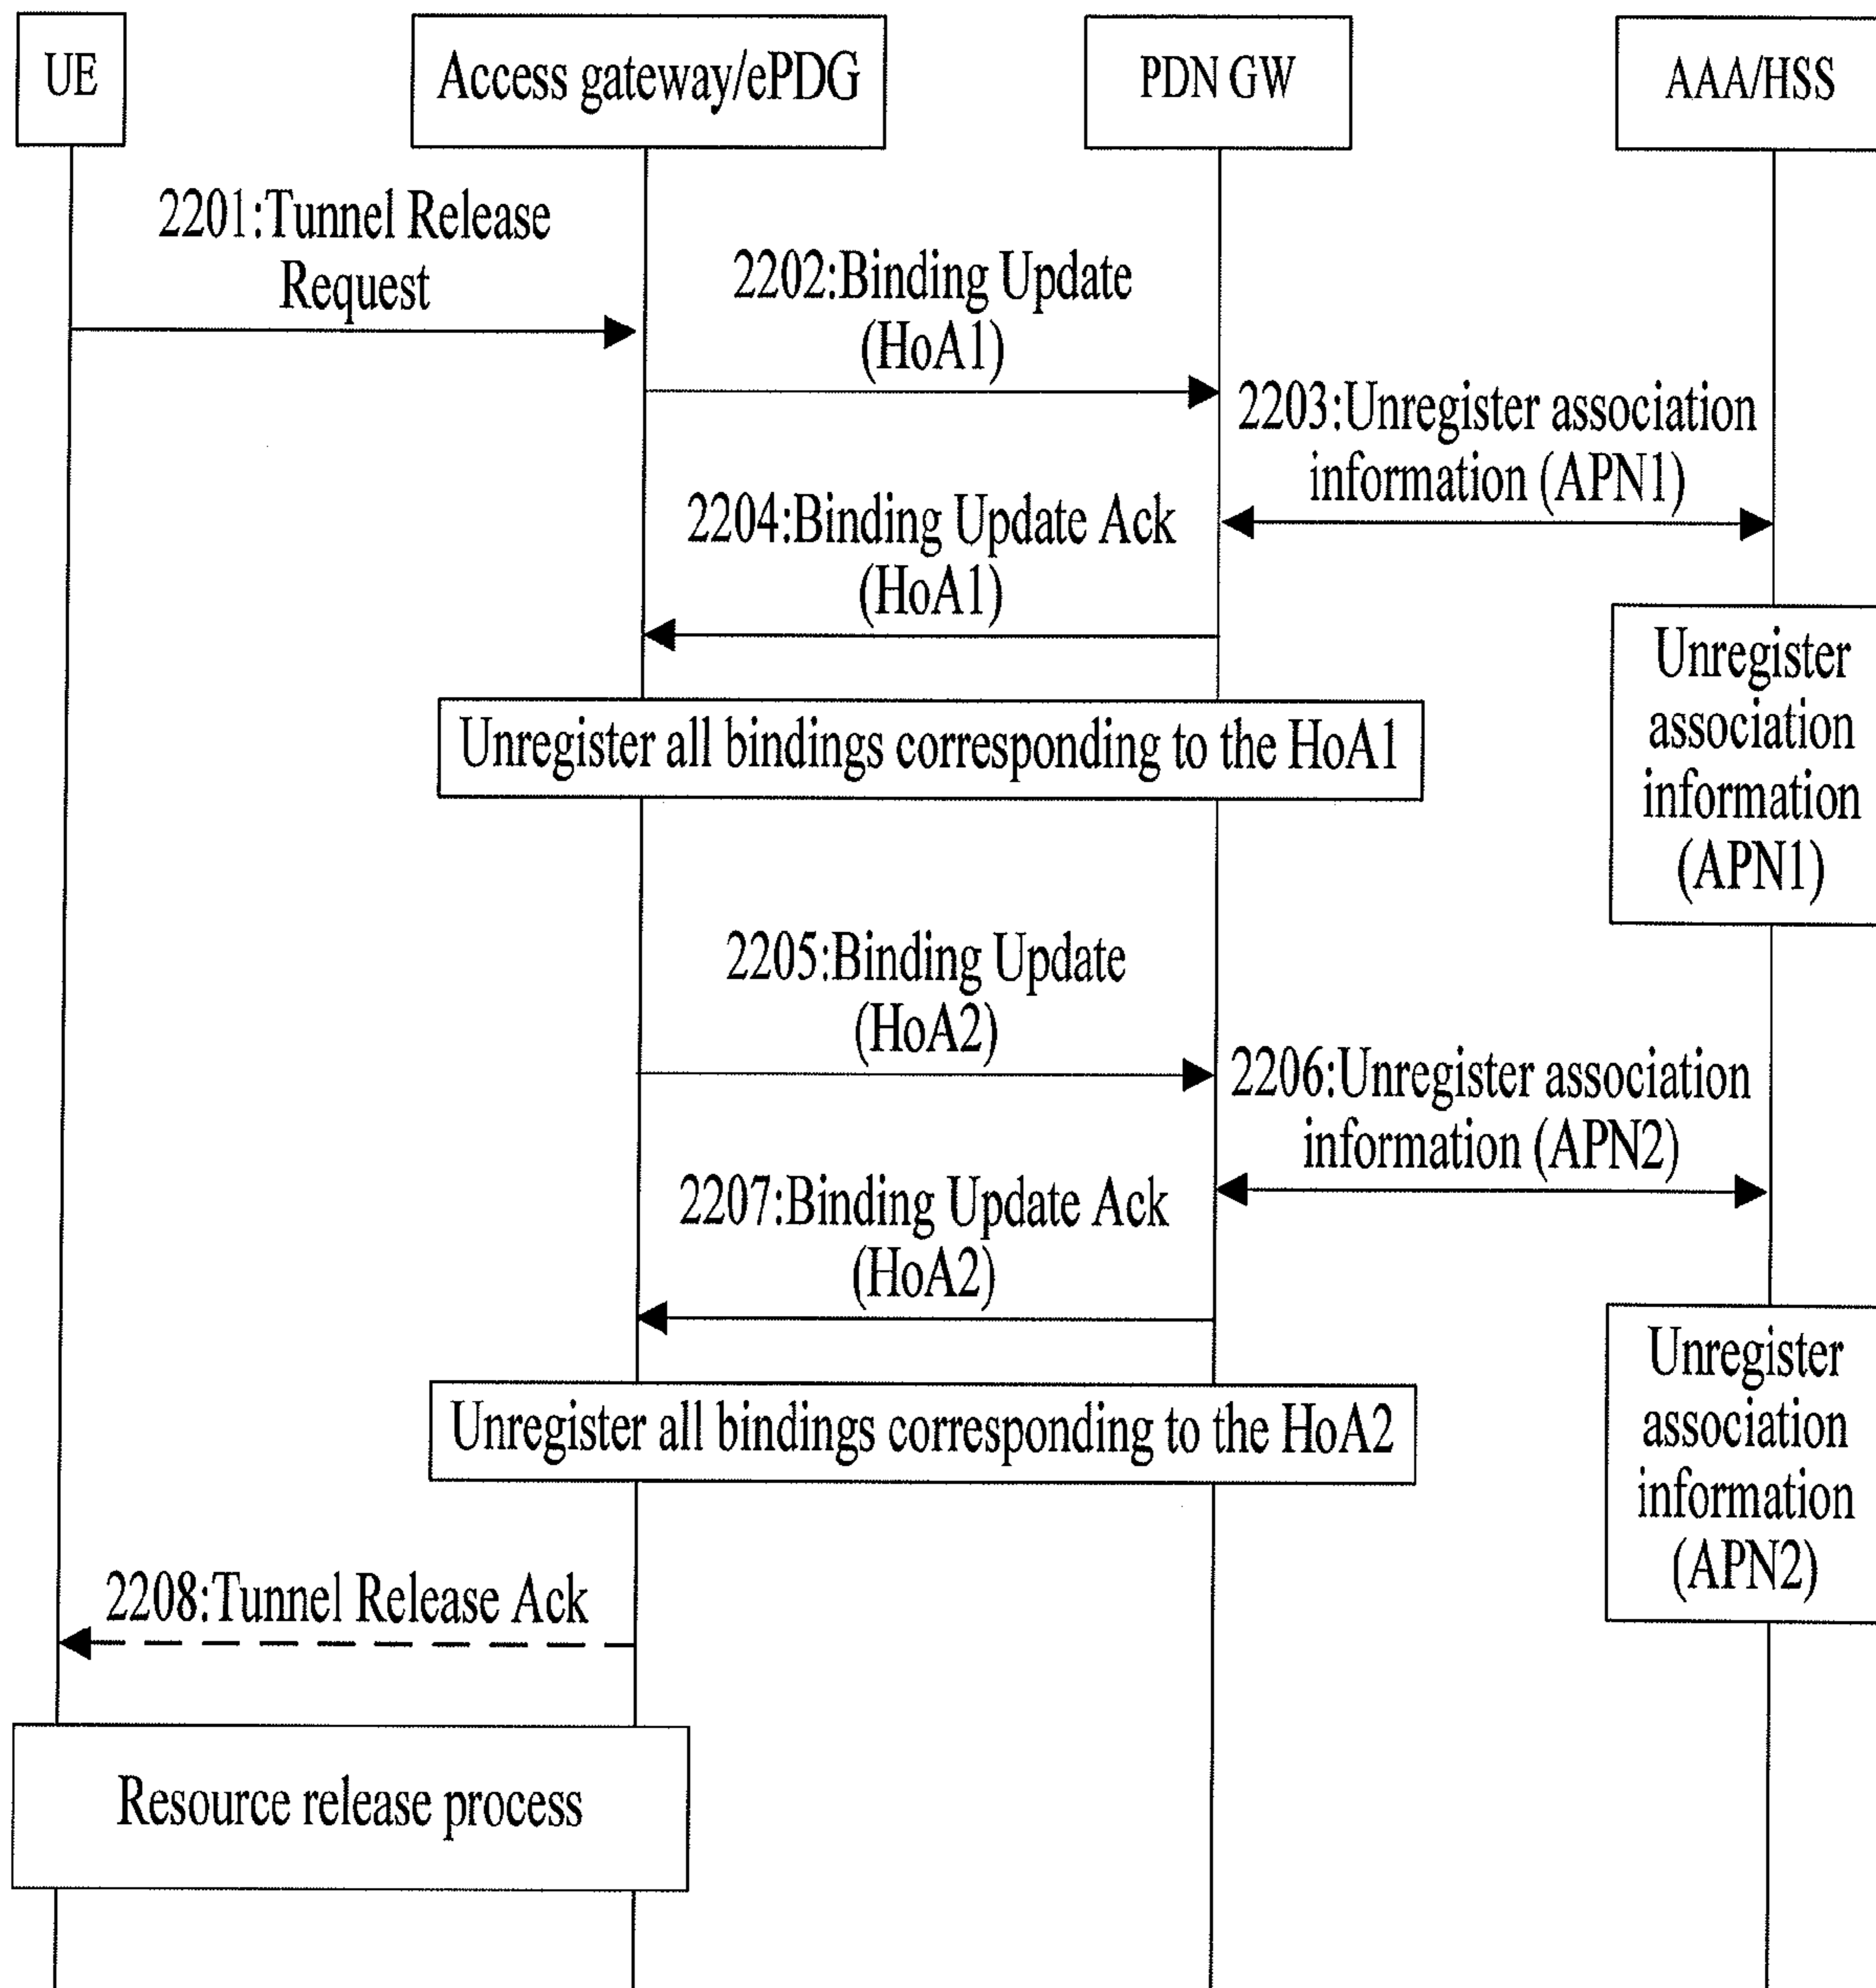 UE
Access gateway/ePDG
PDN GW
AAA/HSS
2201:Tunnel Release
Request
2202:Binding Update
(HoA1)
2203:Unregister association
information (APN1)
2204:Binding Update Ack
(HoA1)
Unregister
association
information
(APN1)
Unregister all bindings corresponding to the HoA1
2205:Binding Update
(HoA2)
2206:Unregister association
information (APN2)
2207:Binding Update Ack
(HoA2)
Unregister
association
information
(APN2)
Unregister all bindings corresponding to the HoA2
2208:Tunnel Release Ack
Resource release process